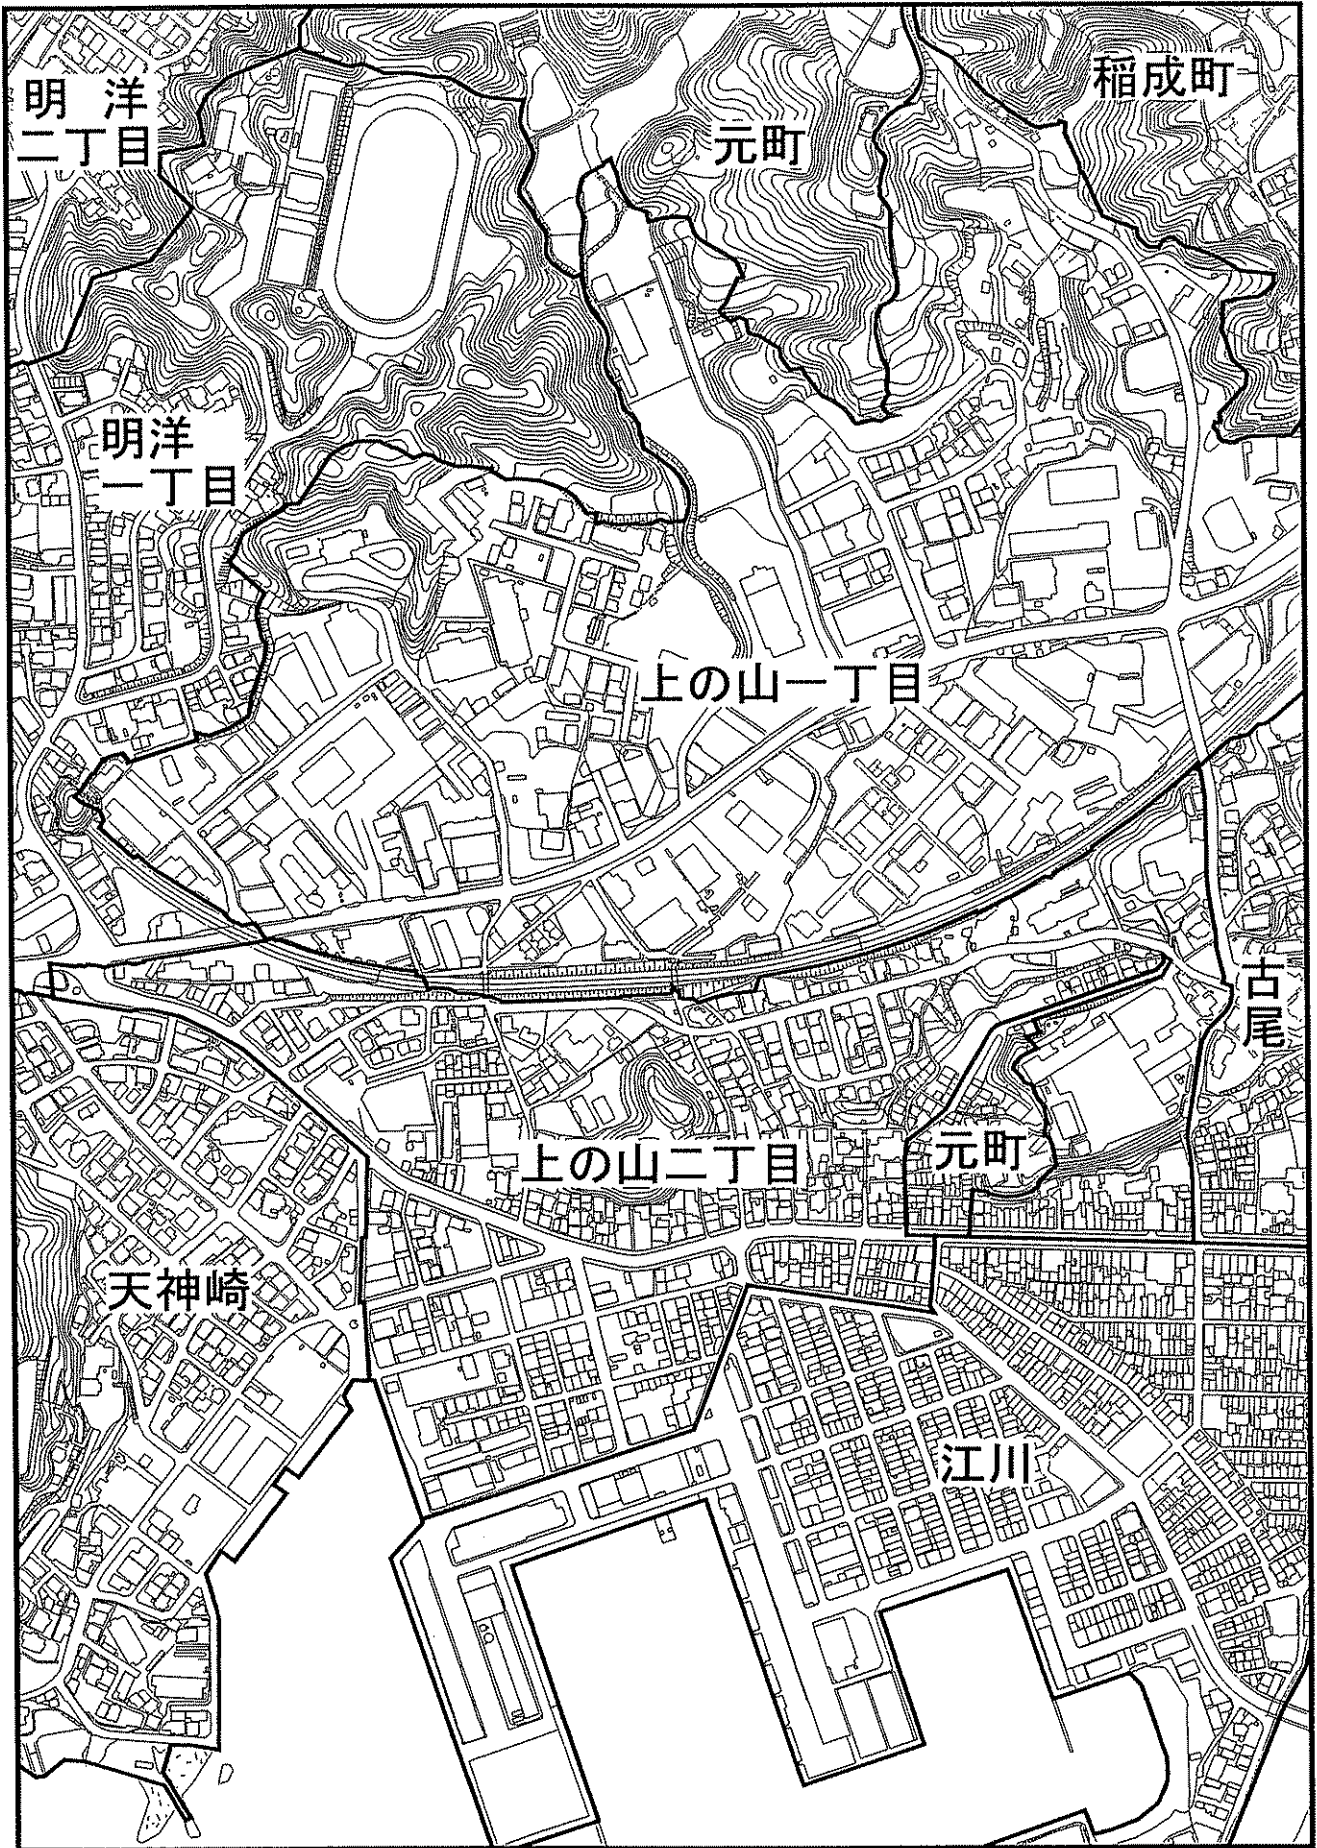 明洋
二丁目
元町
稲成町
明洋
一丁目
上の山一丁目
古尾
上の山二丁目
元町
天神崎
江川